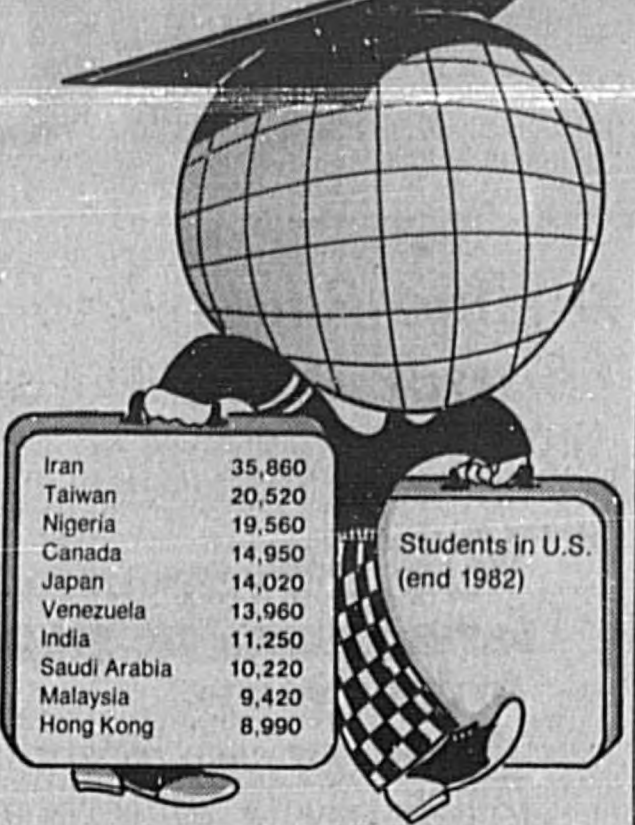 Iran 35,860
Taiwan 20,520
Nigeria 19,560
Canada 14,950
Japan 14,020
Venezuela 13,960
India 11,250
Saudi Arabia 10,220
Malaysia 9,420
Hong Kong 8,990
Students in U.S.
(end 1982)